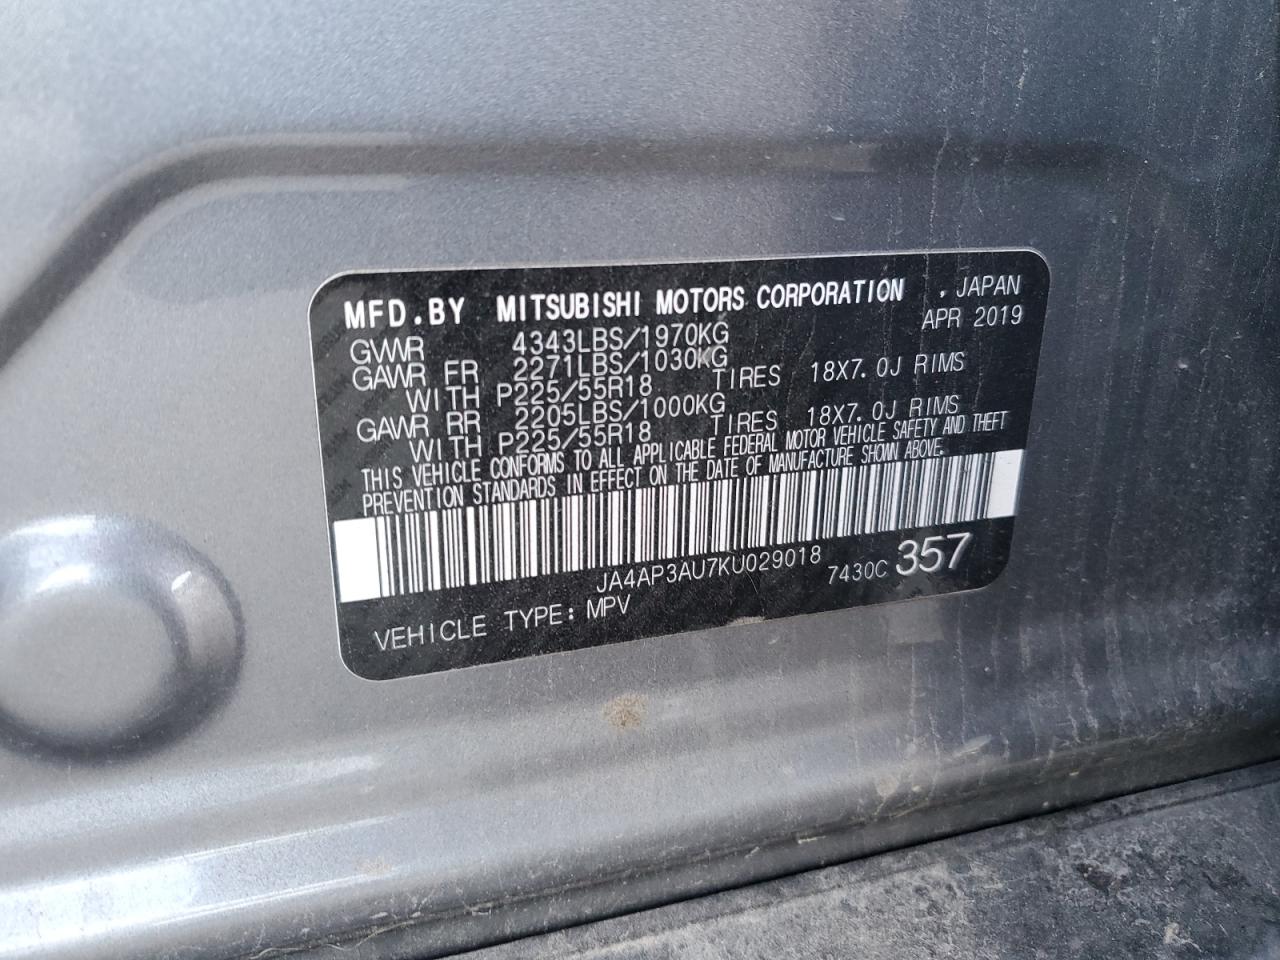 MFD.BY MITSUBISHI MOTORS CORPORATION , JAPAN
APR 2019
GVWR 4343LBS/1970KG
GAWR FR 2271LBS/1030KG
WITH P225/55R18 TIRES 18X7.0J RIMS
GAWR RR 2205LBS/1000KG
WITH P225/55R18 TIRES 18X7.0J RIMS
THIS VEHICLE CONFORMS TO ALL APPLICABLE FEDERAL MOTOR VEHICLE SAFETY AND THEFT
PREVENTION STANDARDS IN EFFECT ON THE DATE OF MANUFACTURE SHOWN ABOVE.
JA4AP3AU7KU029018
7430C 357
VEHICLE TYPE: MPV